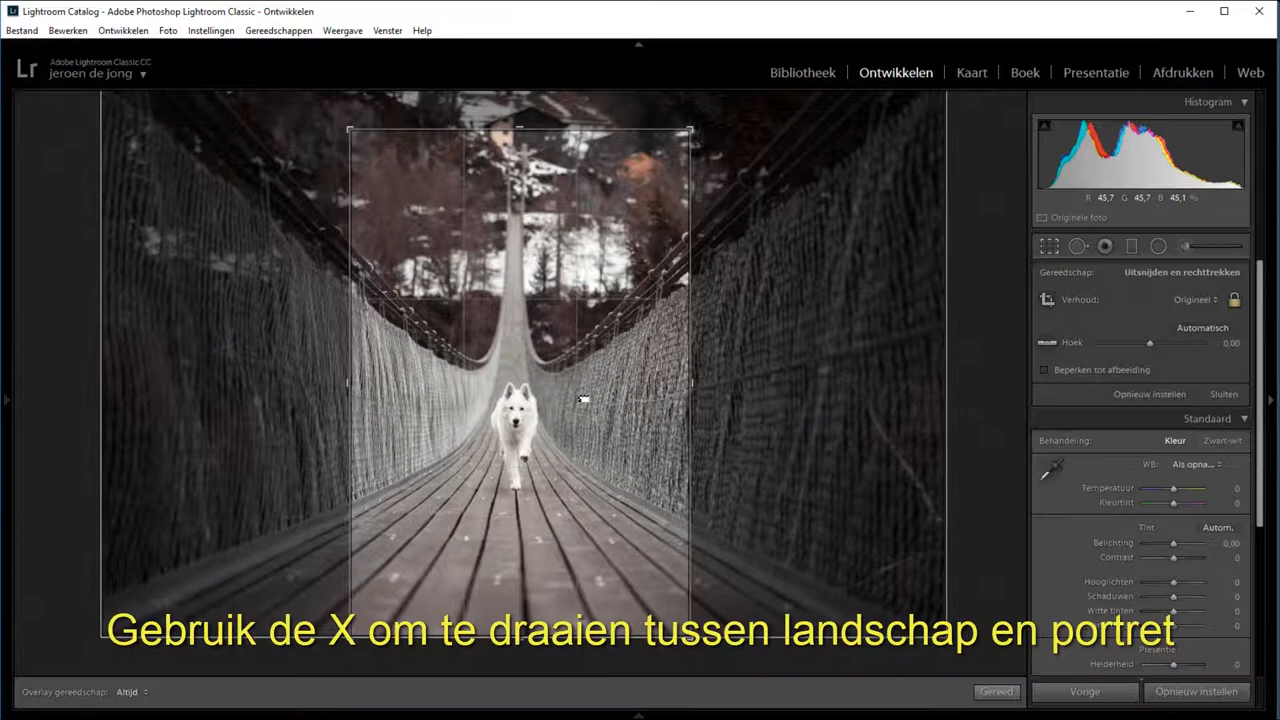 Lightroom Catalog - Adobe Photoshop Lightroom Classic - Ontwikkelen
Bestand Bewerken Ontwikkelen Foto Instellingen Gereedschappen Weergave Venster Help
Lr
Adobe Lightroom Classic CC
jeroen de jong
Bibliotheek Ontwikkelen Kaart Boek Presentatie Afdrukken Web
Histogram
R 45,7 G 45,7 B 45,1 %
Originele foto
Gereedschap: Uitsnijden en rechttrekken
Verhoud: Origineel
Automatisch
Hoek 0,00
Beperken tot afbeelding
Opnieuw instellen Sluiten
Standaard
Behandeling: Kleur Zwart-wit
WB: Als opna...
Temperatuur 0
Kleurtint 0
Tint Autom.
Belichting 0,00
Contrast 0
Hooglichten 0
Schaduwen 0
Witte tinten 0
Presentie
Helderheid 0
Gebruik de X om te draaien tussen landschap en portret
Overlay gereedschap: Altijd
Gereed
Vorige Opnieuw instellen